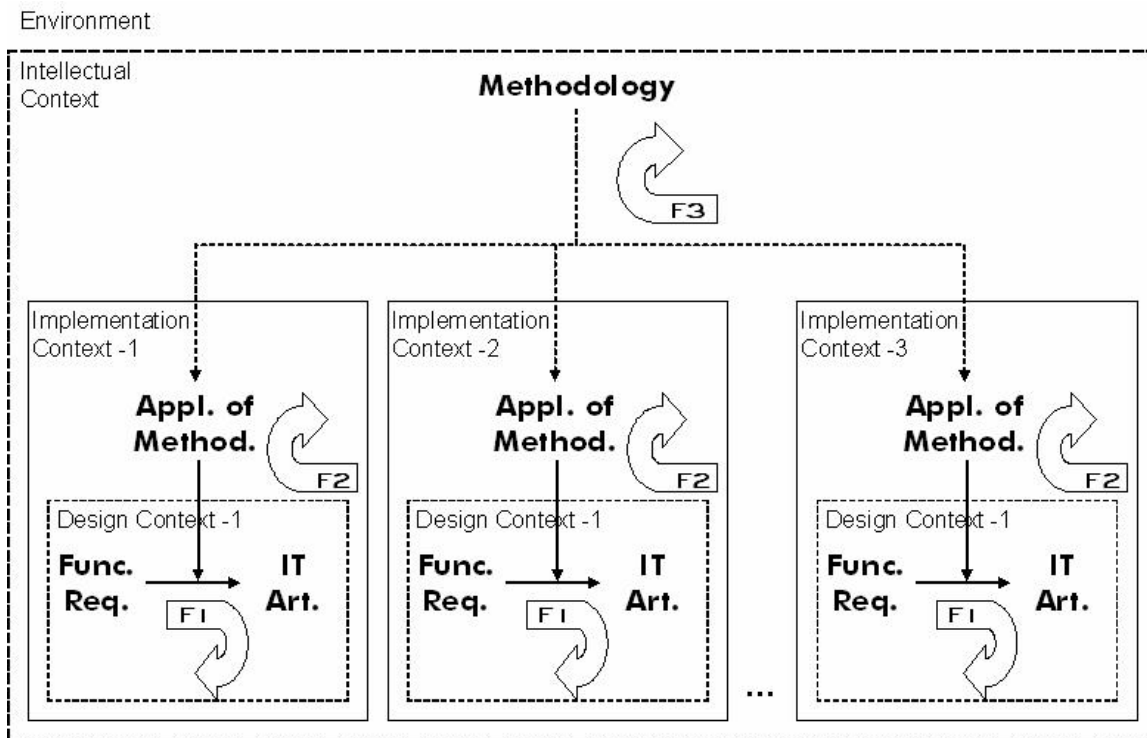 Environment
Intellectual
Context
Methodology
F3
Implementation
Context -1
Appl. of
Method.
F2
Design Context -1
Func.
Req.
IT
Art.
F1
Implementation
Context -2
Appl. of
Method.
F2
Design Context -1
Func.
Req.
IT
Art.
F1
...
Implementation
Context -3
Appl. of
Method.
F2
Design Context -1
Func.
Req.
IT
Art.
F1